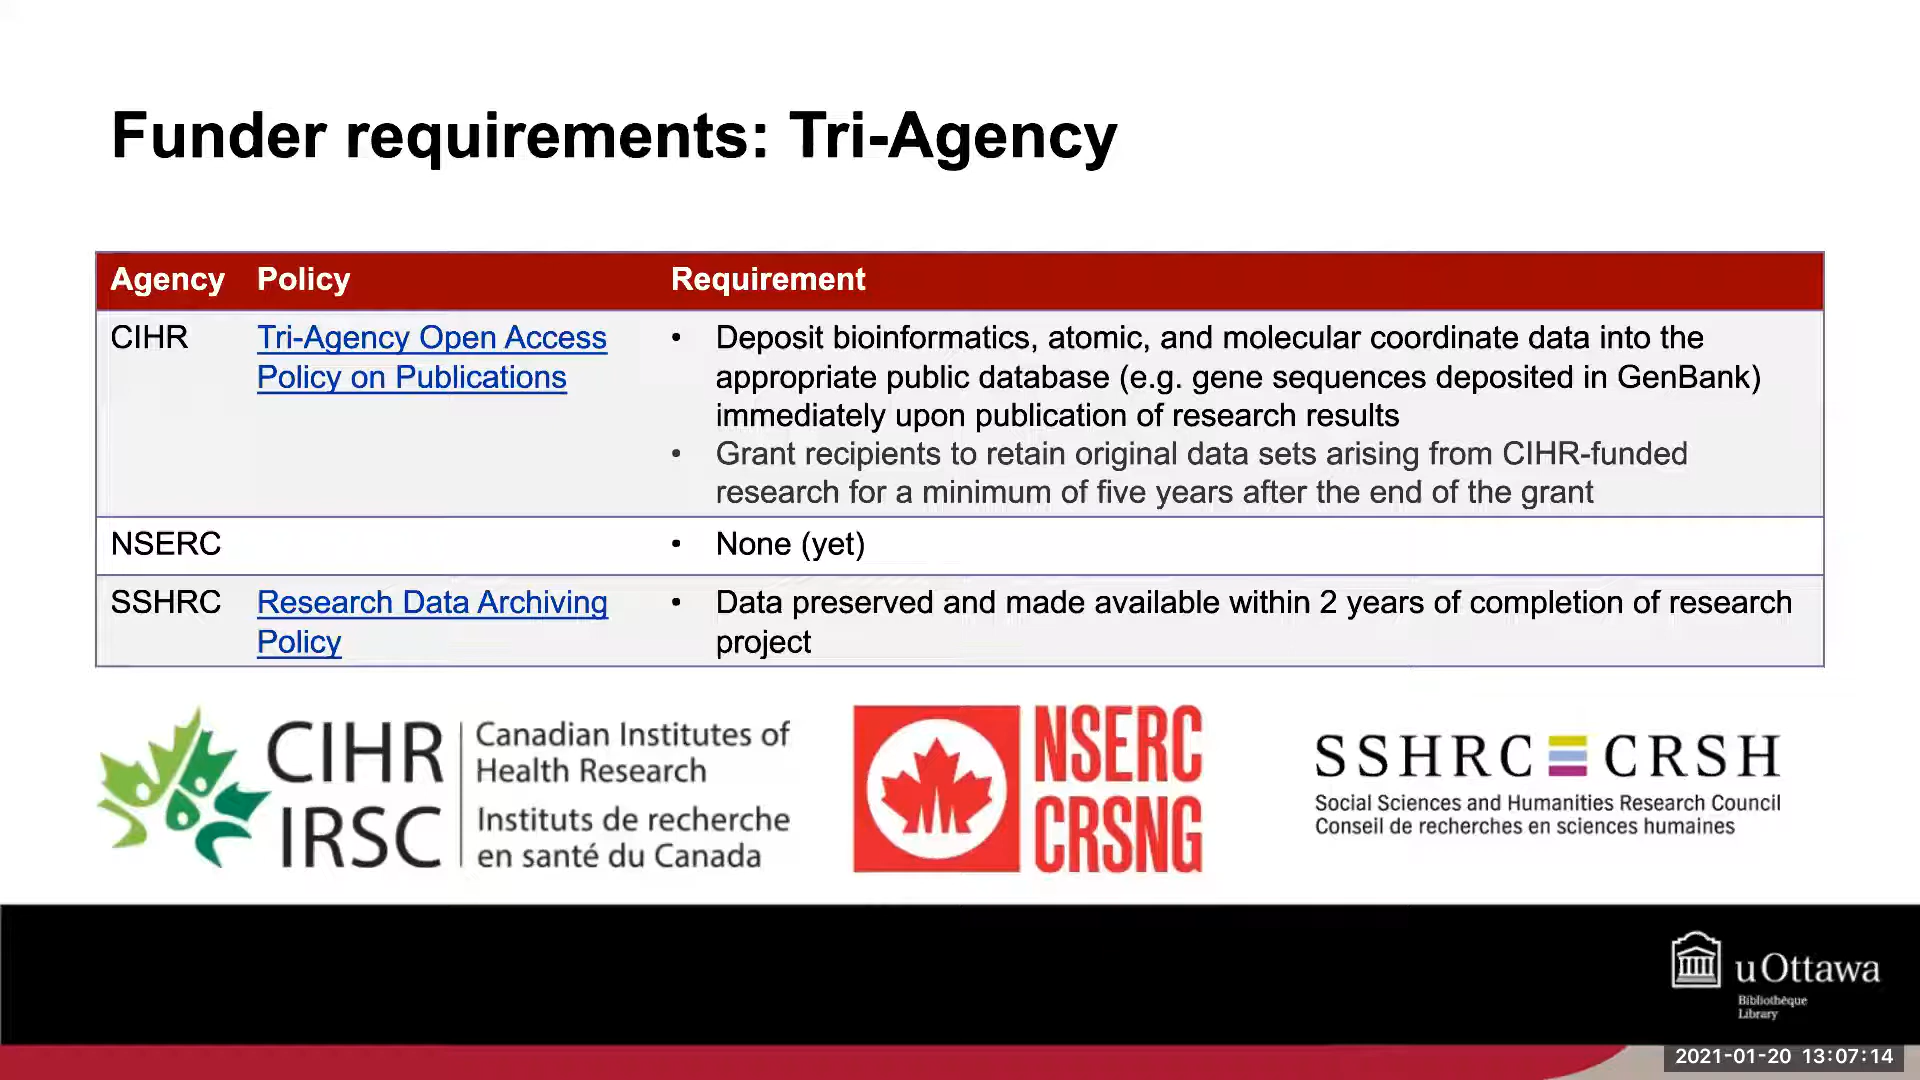 Funder requirements: Tri-Agency
Agency Policy Requirement
CIHR Tri-Agency Open Access • Deposit bioinformatics, atomic, and molecular coordinate data into the
Policy on Publications appropriate public database (e.g. gene sequences deposited in GenBank)
immediately upon publication of research results
• Grant recipients to retain original data sets arising from CIHR-funded
research for a minimum of five years after the end of the grant
NSERC • None (yet)
SSHRC Research Data Archiving • Data preserved and made available within 2 years of completion of research
Policy project
CIHR
IRSC
Canadian Institutes of
Health Research
Instituts de recherche
en santé du Canada
NSERC
CRSNG
SSHRC CRSH
Social Sciences and Humanities Research Council
Conseil de recherches en sciences humaines
uOttawa
Bibliothèque
Library
2021-01-20 13:07:14